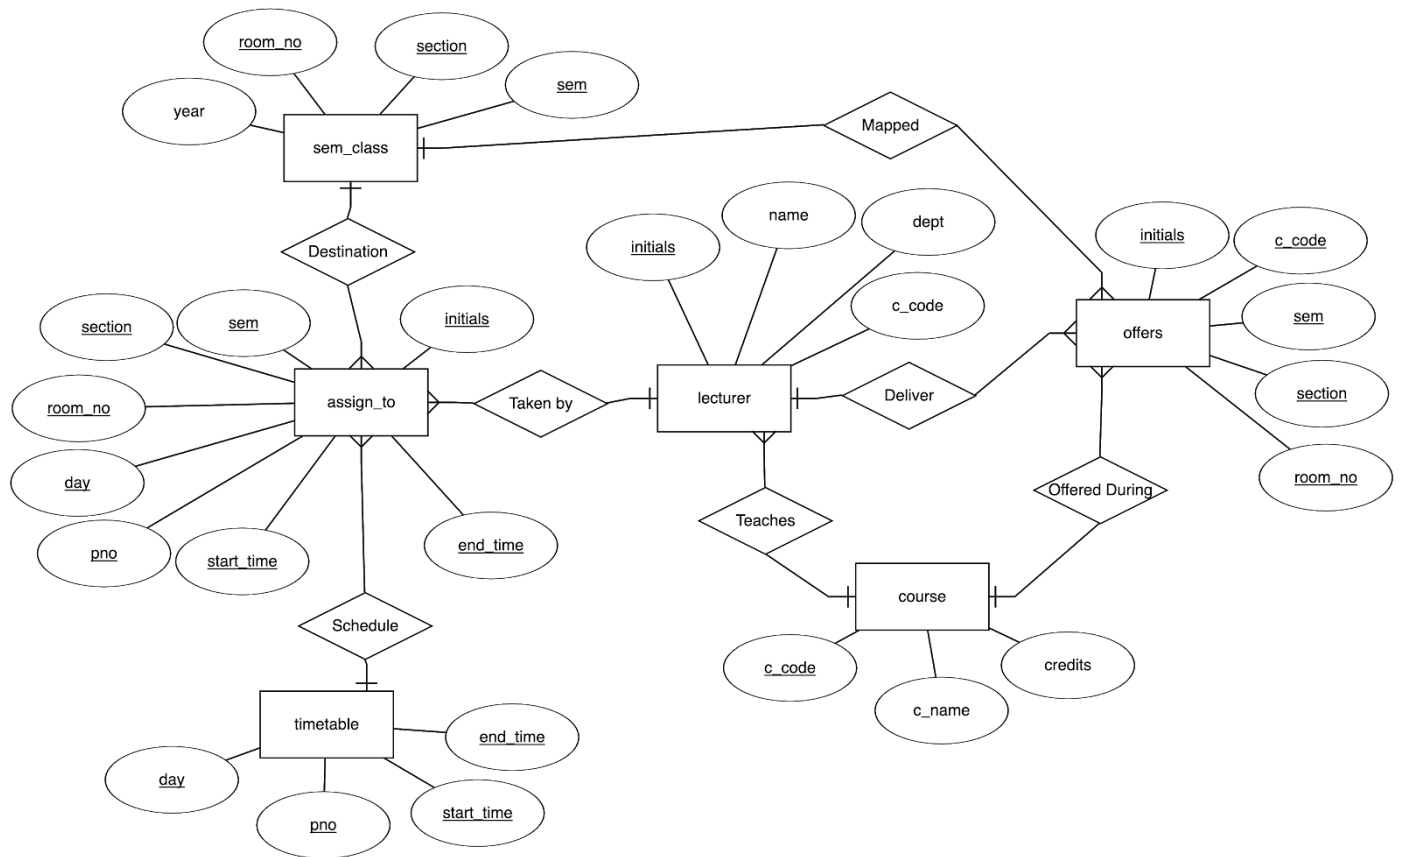 room_no
section
sem
year
sem_class
Mapped
Destination
initials
name
dept
c_code
initials
c_code
sem
section
room_no
offers
section
sem
initials
room_no
assign_to
day
pno
start_time
end_time
Taken by
lecturer
Deliver
Teaches
Offered During
course
c_code
c_name
credits
Schedule
timetable
end_time
day
pno
start_time